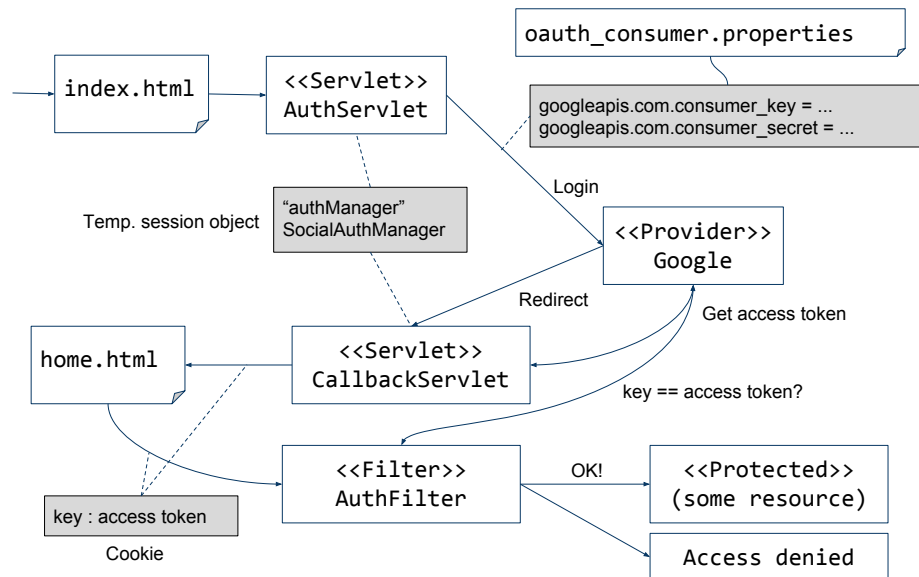 oauth_consumer.properties
index.html
<<Servlet>>
AuthServlet
googleapis.com.consumer_key = ...
googleapis.com.consumer_secret = ...
Login
Temp. session object
“authManager”
SocialAuthManager
<<Provider>>
Google
Redirect
Get access token
home.html
<<Servlet>>
CallbackServlet
key == access token?
<<Filter>>
AuthFilter
OK!
<<Protected>>
(some resource)
key : access token
Cookie
Access denied